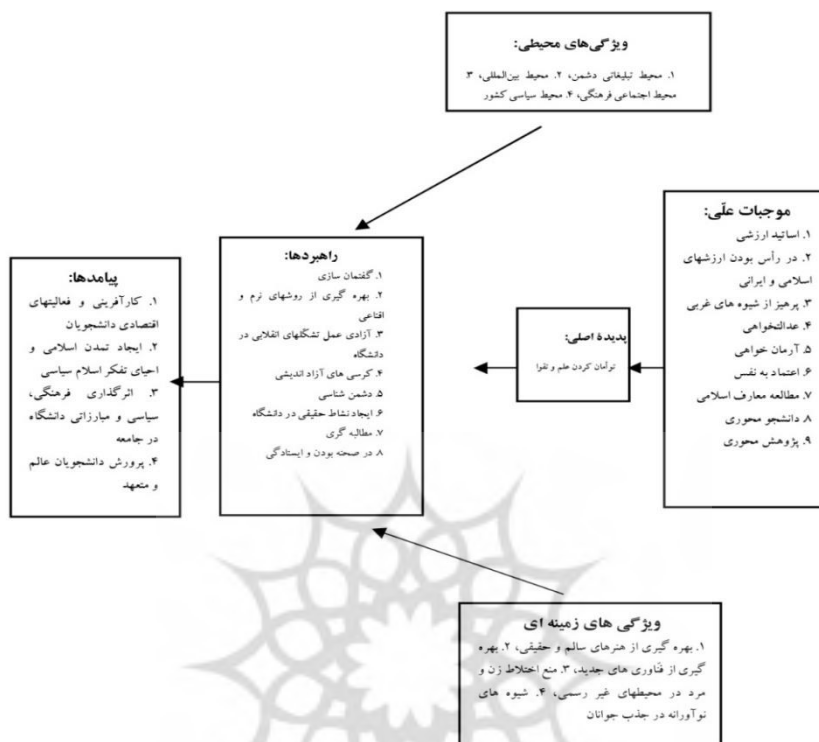 ویژگی‌های محیطی:
۱. محیط تبلیغاتی دشمن، ۲. محیط بین‌المللی، ۳.
محیط اجتماعی فرهنگی، ۴. محیط سیاسی کشور
موجبات علّی:
۱. اساتید ارزشی
۲. در رأس بودن ارزشهای
اسلامی و ایرانی
۳. پرهیز از شیوه های غربی
۴. عدالتخواهی
۵. آرمان خواهی
۶. اعتماد به نفس
۷. مطالعه معارف اسلامی
۸. دانشجو محوری
۹. پژوهش محوری
پدیدۀ اصلی:
توأمان کردن علم و تقوا
راهبردها:
۱. گفتمان سازی
۲. بهره گیری از روشهای نرم و
اقناعی
۳. آزادی عمل تشکّلهای انقلابی در
دانشگاه
۴. کرسی های آزاد اندیشی
۵. دشمن شناسی
۶. ایجاد نشاط حقیقی در دانشگاه
۷. مطالبه گری
۸. در صحنه بودن و ایستادگی
پیامدها:
۱. کارآفرینی و فعالیتهای
اقتصادی دانشجویان
۲. ایجاد تمدن اسلامی و
احیای تفکر اسلام سیاسی
۳. اثرگذاری فرهنگی،
سیاسی و مبارزاتی دانشگاه
در جامعه
۴. پرورش دانشجویان عالم
و متعهد
ویژگی های زمینه ای
۱. بهره گیری از هنرهای سالم و حقیقی، ۲. بهره
گیری از فنّاوری های جدید، ۳. منع اختلاط زن و
مرد در محیطهای غیر رسمی، ۴. شیوه های
نوآورانه در جذب جوانان